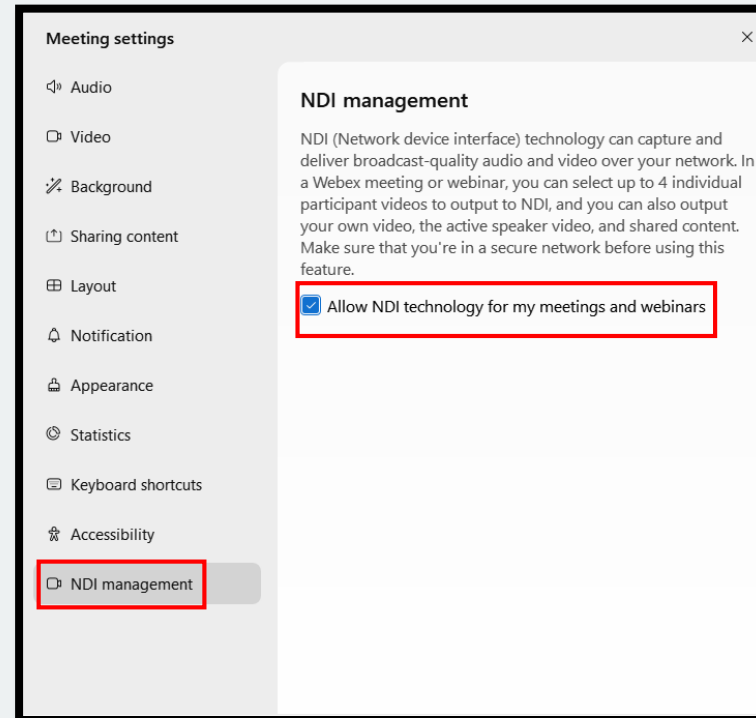 Meeting settings
Audio
Video
Background
Sharing content
Layout
Notification
Appearance
Statistics
Keyboard shortcuts
Accessibility
NDI management
NDI management
NDI (Network device interface) technology can capture and
deliver broadcast-quality audio and video over your network. In
a Webex meeting or webinar, you can select up to 4 individual
participant videos to output to NDI, and you can also output
your own video, the active speaker video, and shared content.
Make sure that you're in a secure network before using this
feature.
Allow NDI technology for my meetings and webinars